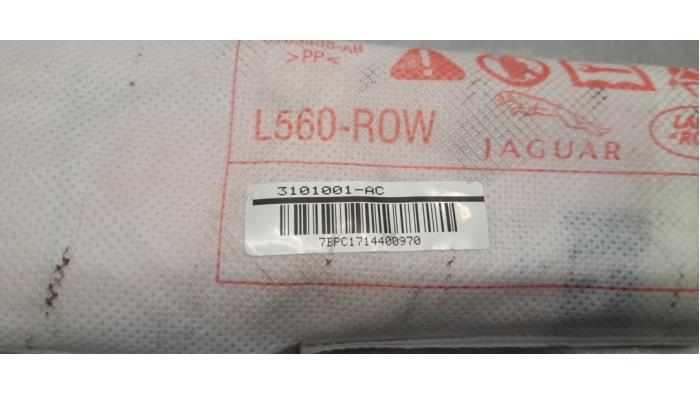 >PP<
L560-ROW
JAGUAR
3101001-AC
7BPC1714400970